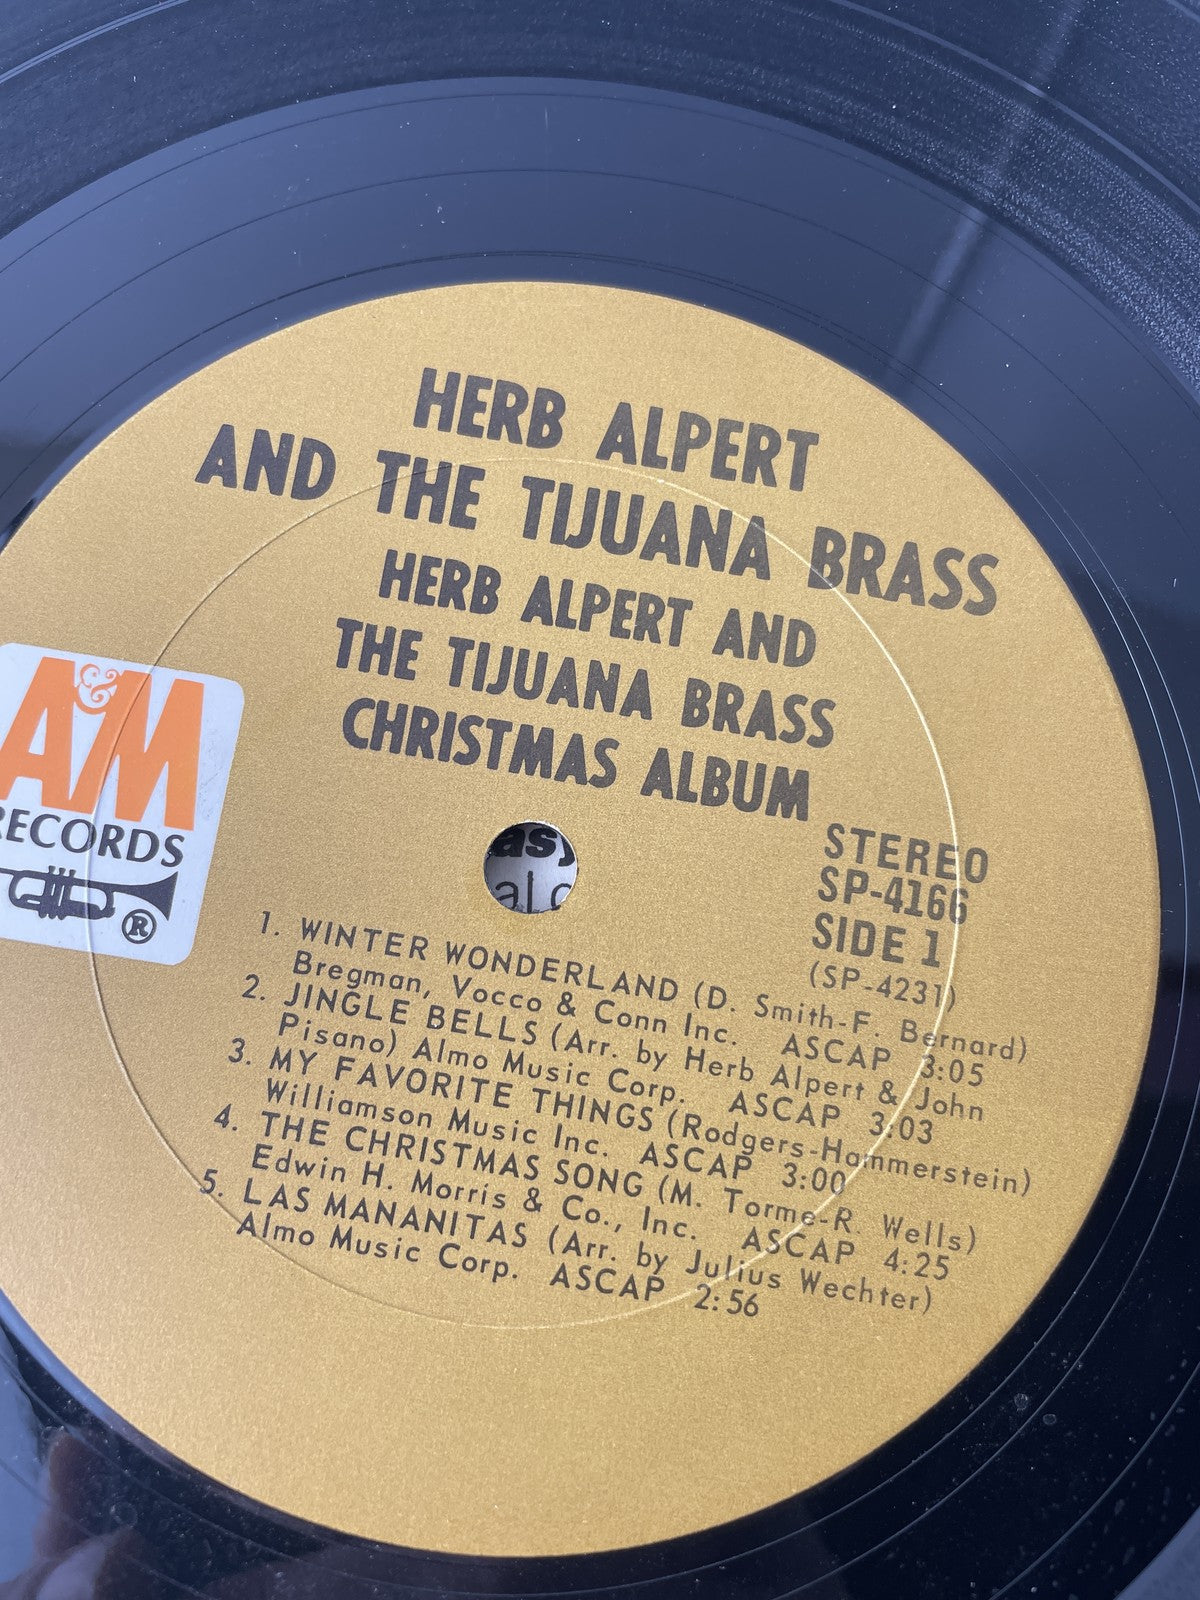 HERB ALPERT
AND THE TIJUANA BRASS
HERB ALPERT AND
THE TIJUANA BRASS
CHRISTMAS ALBUM
A&M
RECORDS
®
STEREO
SP-4166
SIDE 1
(SP-4231)
1. WINTER WONDERLAND (D. Smith-F. Bernard)
Bregman, Vocco & Conn Inc. ASCAP 3:05
2. JINGLE BELLS (Arr. by Herb Alpert & John
Pisano) Almo Music Corp. ASCAP 3:03
3. MY FAVORITE THINGS (Rodgers-Hammerstein)
Williamson Music Inc. ASCAP 3:00
4. THE CHRISTMAS SONG (M. Torme-R. Wells)
Edwin H. Morris & Co., Inc. ASCAP 4:25
5. LAS MANANITAS (Arr. by Julius Wechter)
Almo Music Corp. ASCAP 2:56